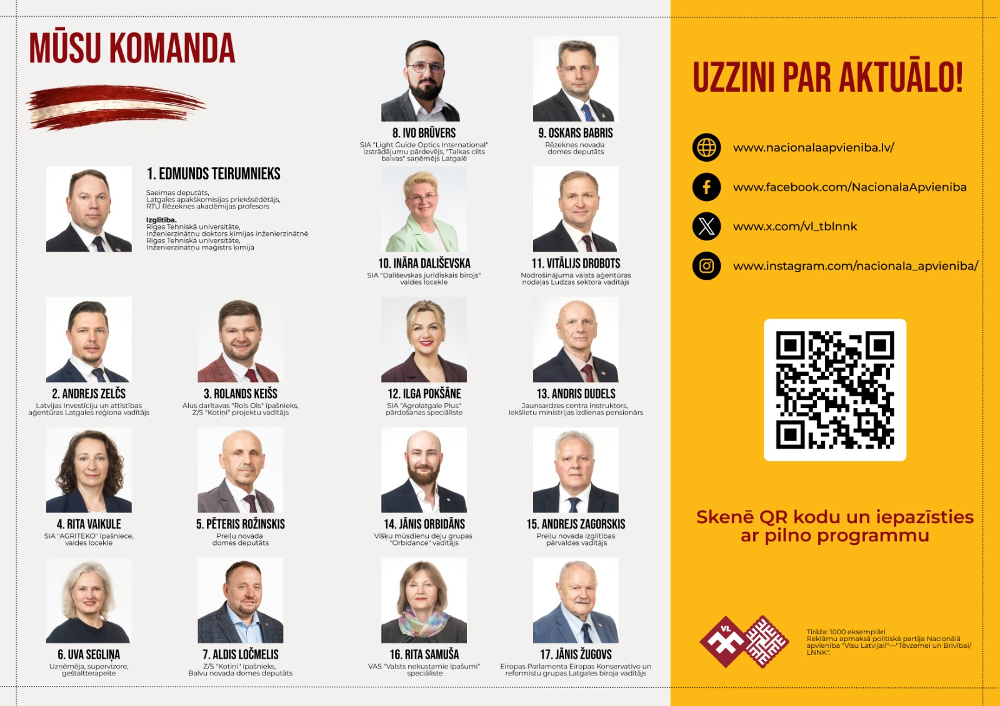 MŪSU KOMANDA
1. EDMUNDS TEIRUMNIEKS
Saeimas deputāts,
Latgales apakškomisijas priekšsēdētājs,
RTU Rēzeknes akadēmijas profesors
Izglītība.
Rīgas Tehniskā universitāte,
Inženierzinātņu doktors ķīmijas inženierzinātnē
Rīgas Tehniskā universitāte,
Inženierzinātņu maģistrs ķīmijā
2. ANDREJS ZELČS
Latvijas Investīciju un attīstības
aģentūras Latgales reģiona vadītājs
3. ROLANDS KEIŠS
Alus darītavas "Rols Ols" īpašnieks,
Z/S "Kotiņi" projektu vadītājs
4. RITA VAIKULE
SIA "AGRITEKO" īpašniece,
valdes locekle
5. PĒTERIS ROŽINSKIS
Preiļu novada
domes deputāts
6. UVA SEGLIŅA
Uzņēmēja, supervizore,
geštaltterapeite
7. ALDIS LOČMELIS
Z/S "Kotiņi" īpašnieks,
Balvu novada domes deputāts
8. IVO BRŪVERS
SIA "Light Guide Optics International"
izstrādājumu pārdevējs, "Talkas cilts
balvas" saņēmējs Latgalē
9. OSKARS BABRIS
Rēzeknes novada
domes deputāts
10. INĀRA DALIŠEVSKA
SIA "Dališevskas juridiskais birojs"
valdes locekle
11. VITĀLIJS DROBOTS
Nodrošinājuma valsts aģentūras
nodaļas Ludzas sektora vadītājs
12. ILGA POKŠĀNE
SIA "Agrolatgale Plus"
pārdošanas speciāliste
13. ANDRIS DUDELS
Jaunsardzes centra instruktors,
Iekšlietu ministrijas izdienas pensionārs
14. JĀNIS ORBIDĀNS
Višķu mūsdienu deju grupas
"Orbidance" vadītājs
15. ANDREJS ZAGORSKIS
Preiļu novada izglītības
pārvaldes vadītājs
16. RITA SAMUŠA
VAS "Valsts nekustamie īpašumi"
speciāliste
17. JĀNIS ŽUGOVS
Eiropas Parlamenta Eiropas Konservatīvo un
reformistu grupas Latgales biroja vadītājs
UZZINI PAR AKTUĀLO!
www.nacionalaapvieniba.lv/
www.facebook.com/NacionalaApvieniba
www.x.com/vl_tblnnk
www.instagram.com/nacionala_apvieniba/
Skenē QR kodu un iepazīsties
ar pilno programmu
VL
Tirāža: 1000 eksemplāri
Reklāmu apmaksā politiskā partija Nacionālā
apvienība "Visu Latvijai!"—"Tēvzemei un Brīvībai/
LNNK".